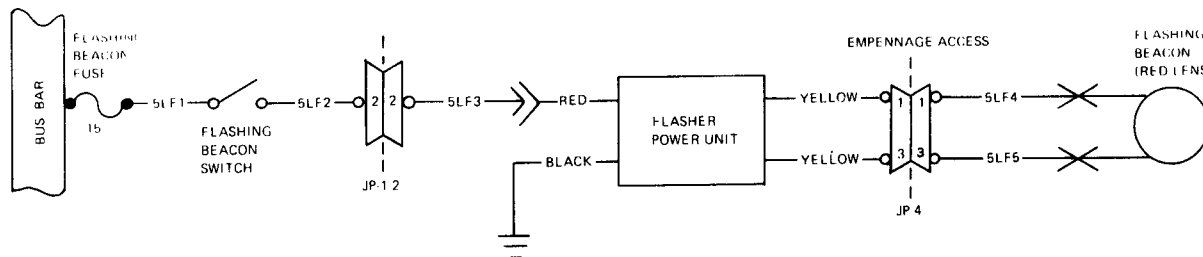 BUS BAR
FLASHING
BEACON
FUSE
15
5LF1
FLASHING
BEACON
SWITCH
5LF2
2 2
JP-1 2
5LF3
RED
BLACK
FLASHER
POWER UNIT
YELLOW
YELLOW
EMPENNAGE ACCESS
1 1
3 3
JP 4
5LF4
5LF5
FLASHING
BEACON
(RED LENS